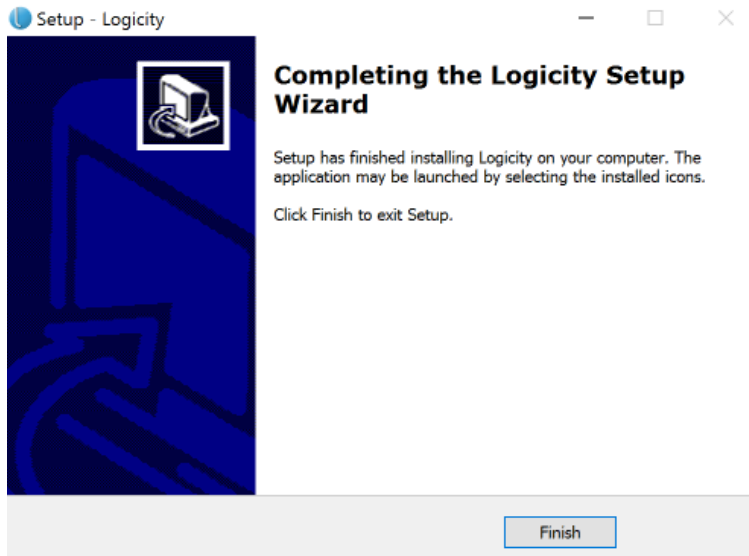 Setup - Logicity
Completing the Logicity Setup
Wizard
Setup has finished installing Logicity on your computer. The
application may be launched by selecting the installed icons.
Click Finish to exit Setup.
Finish